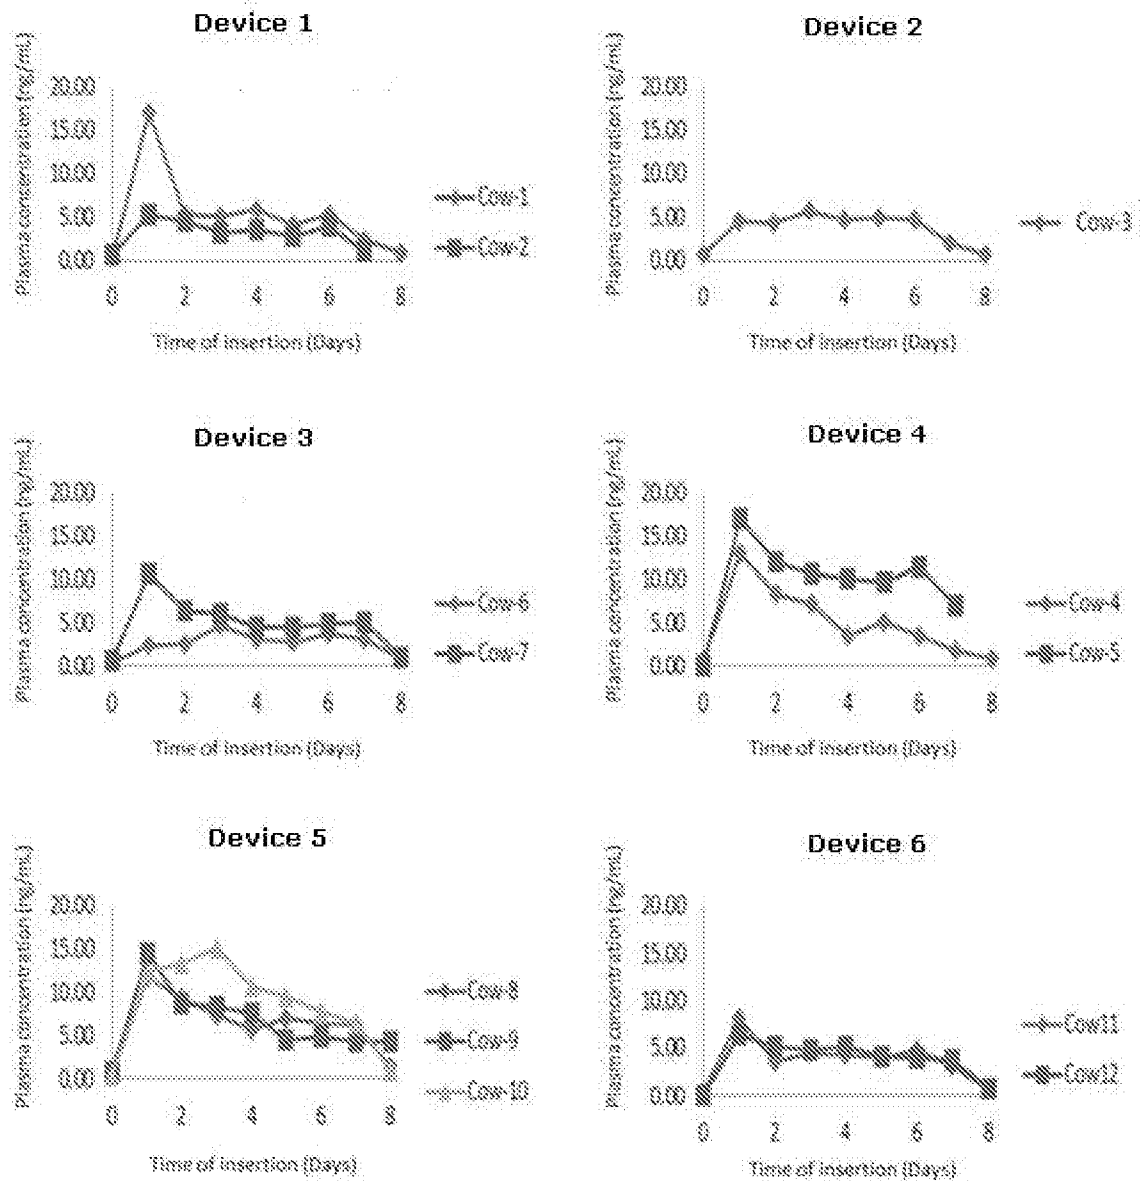 Device 1
Plasma concentration (ng/mL)
20.00
15.00
10.00
5.00
0.00
0 2 4 6 8
Time of insertion (Days)
Cow-1
Cow-2
Device 2
Plasma concentration (ng/mL)
20.00
15.00
10.00
5.00
0.00
0 2 4 6 8
Time of insertion (Days)
Cow-3
Device 3
Plasma concentration (ng/mL)
20.00
15.00
10.00
5.00
0.00
0 2 4 6 8
Time of insertion (Days)
Cow-6
Cow-7
Device 4
Plasma concentration (ng/mL)
20.00
15.00
10.00
5.00
0.00
0 2 4 6 8
Time of insertion (Days)
Cow-4
Cow-5
Device 5
Plasma concentration (ng/mL)
20.00
15.00
10.00
5.00
0.00
0 2 4 6 8
Time of insertion (Days)
Cow-8
Cow-9
Cow-10
Device 6
Plasma concentration (ng/mL)
20.00
15.00
10.00
5.00
0.00
0 2 4 6 8
Time of insertion (Days)
Cow11
Cow12